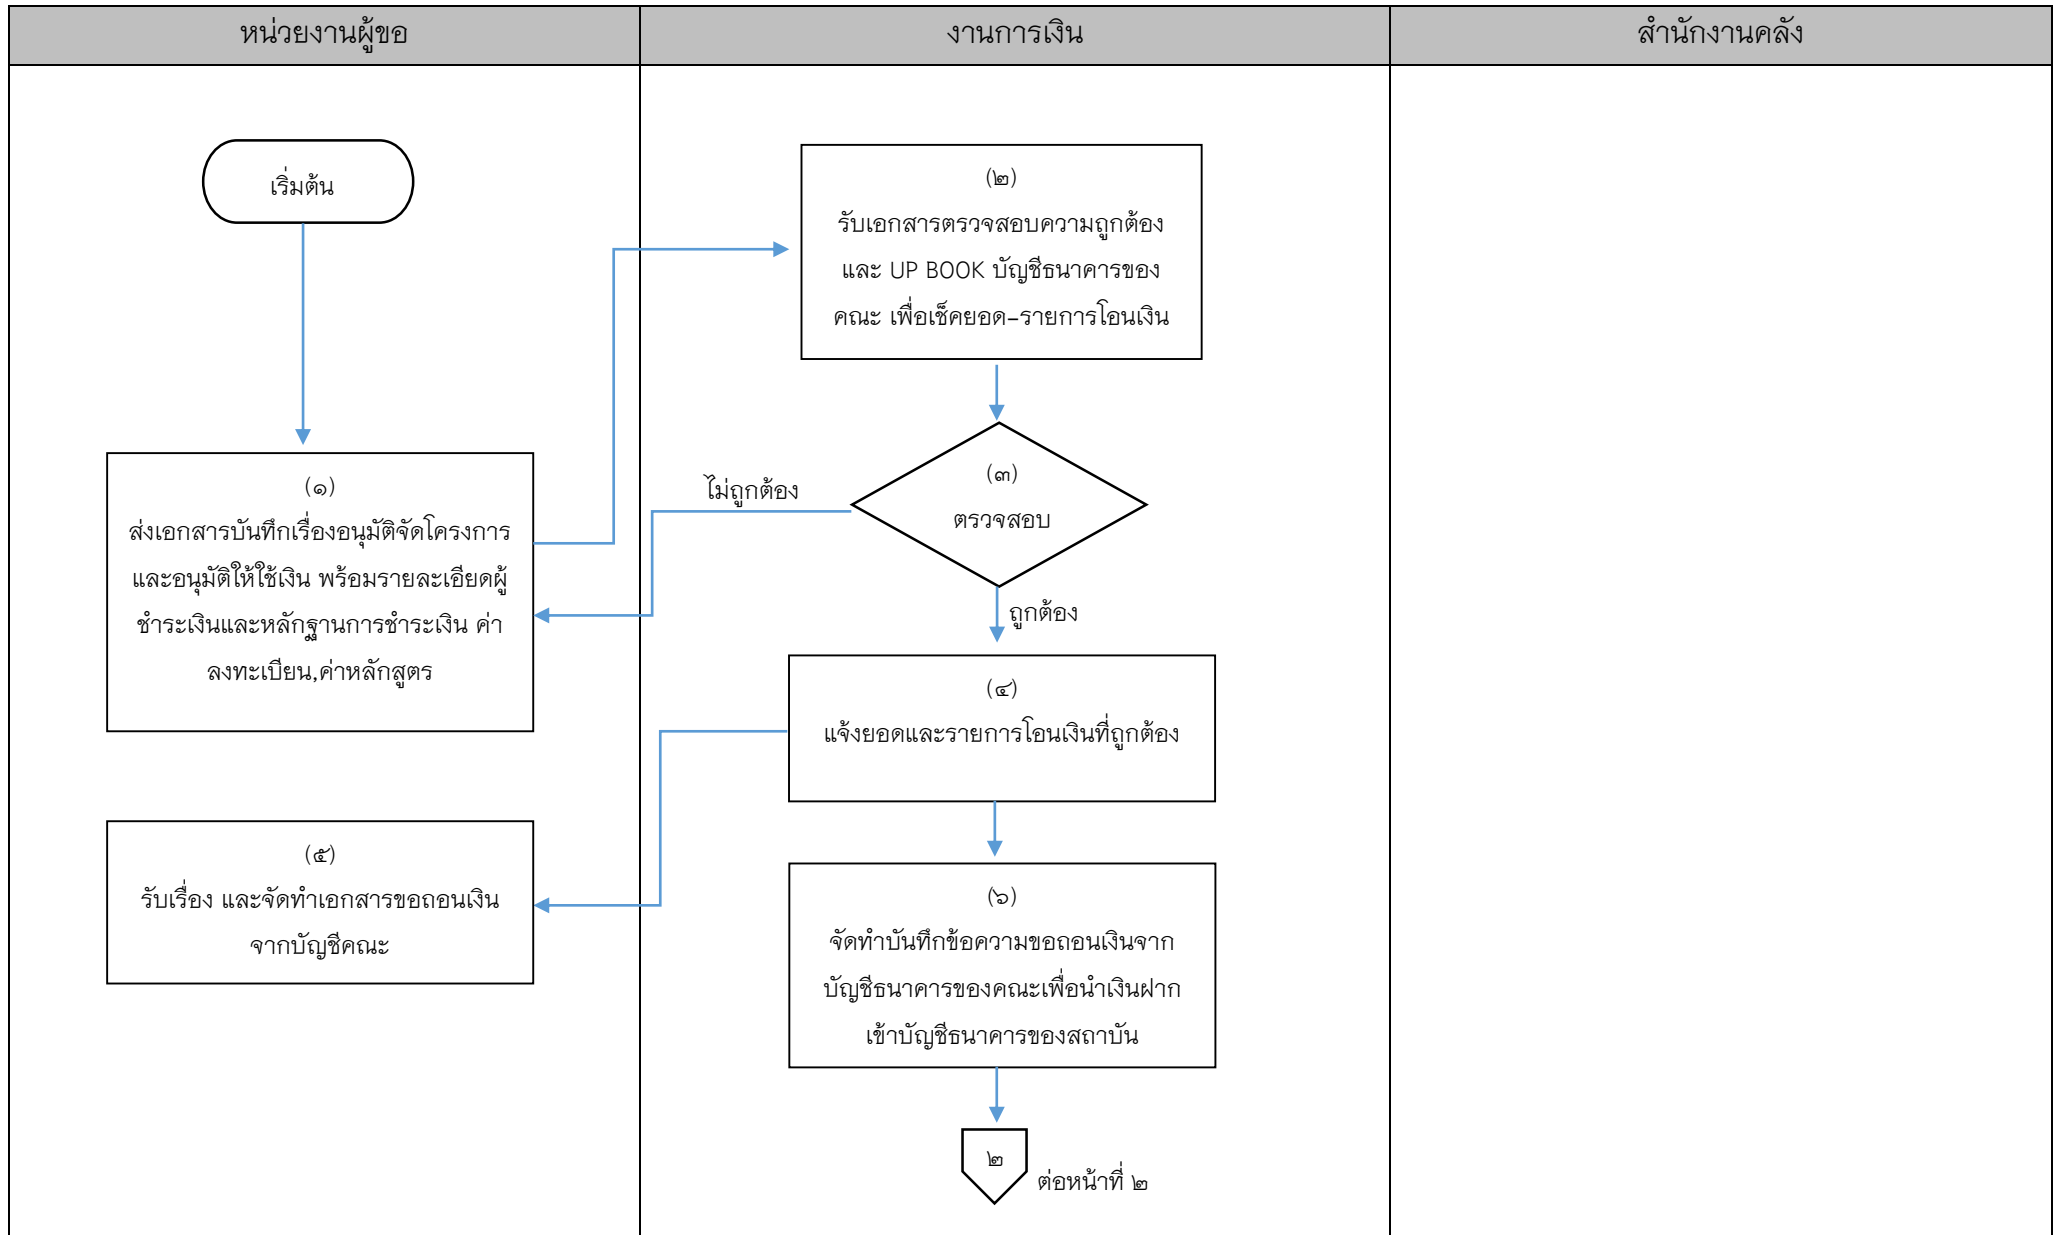 หน่วยงานผู้ขอ
งานการเงิน
สำนักงานคลัง
เริ่มต้น
(๑)
ส่งเอกสารบันทึกเรื่องอนุมัติจัดโครงการ
และอนุมัติให้ใช้เงิน พร้อมรายละเอียดผู้
ชำระเงินและหลักฐานการชำระเงิน ค่า
ลงทะเบียน,ค่าหลักสูตร
(๒)
รับเอกสารตรวจสอบความถูกต้อง
และ UP BOOK บัญชีธนาคารของ
คณะ เพื่อเช็คยอด-รายการโอนเงิน
(๓)
ตรวจสอบ
ไม่ถูกต้อง
ถูกต้อง
(๔)
แจ้งยอดและรายการโอนเงินที่ถูกต้อง
(๕)
รับเรื่อง และจัดทำเอกสารขอถอนเงิน
จากบัญชีคณะ
(๖)
จัดทำบันทึกข้อความขอถอนเงินจาก
บัญชีธนาคารของคณะเพื่อนำเงินฝาก
เข้าบัญชีธนาคารของสถาบัน
๒
ต่อหน้าที่ ๒